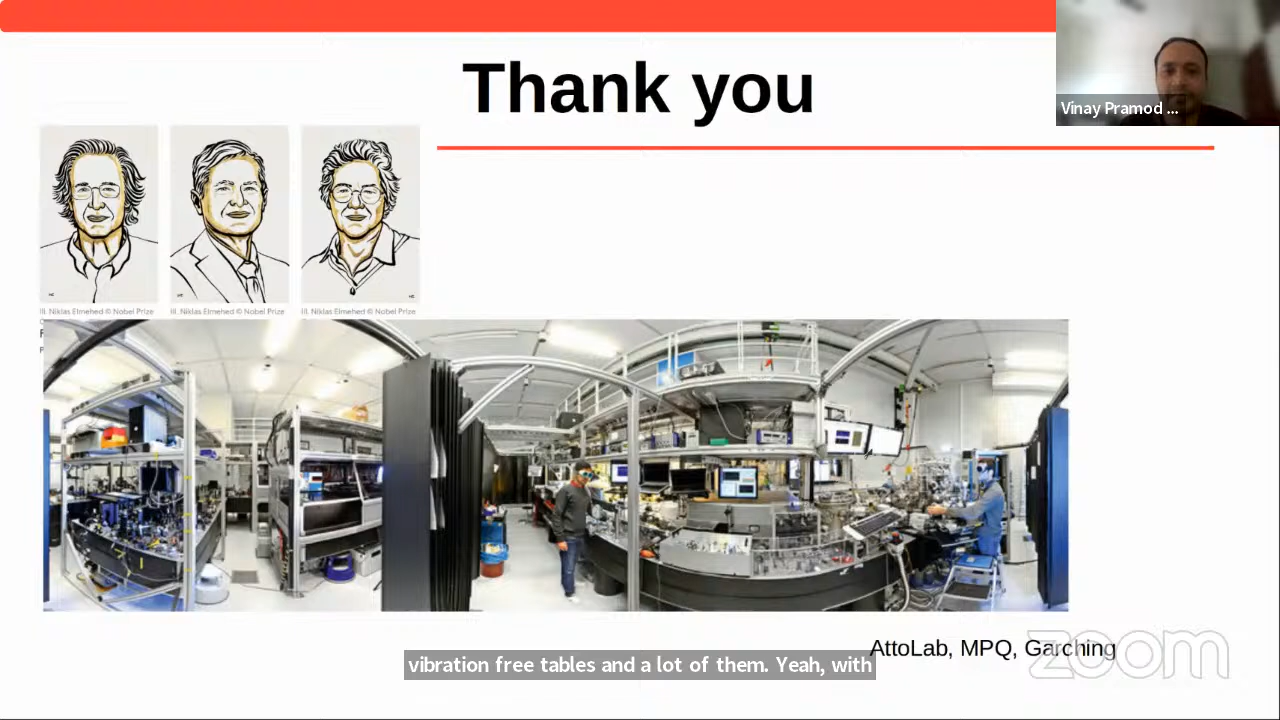 Thank you
Vinay Pramod ...
Ill. Niklas Elmehed © Nobel Prize
Ill. Niklas Elmehed © Nobel Prize
Ill. Niklas Elmehed © Nobel Prize
AttoLab, MPQ, Garching
zoom
vibration free tables and a lot of them. Yeah, with